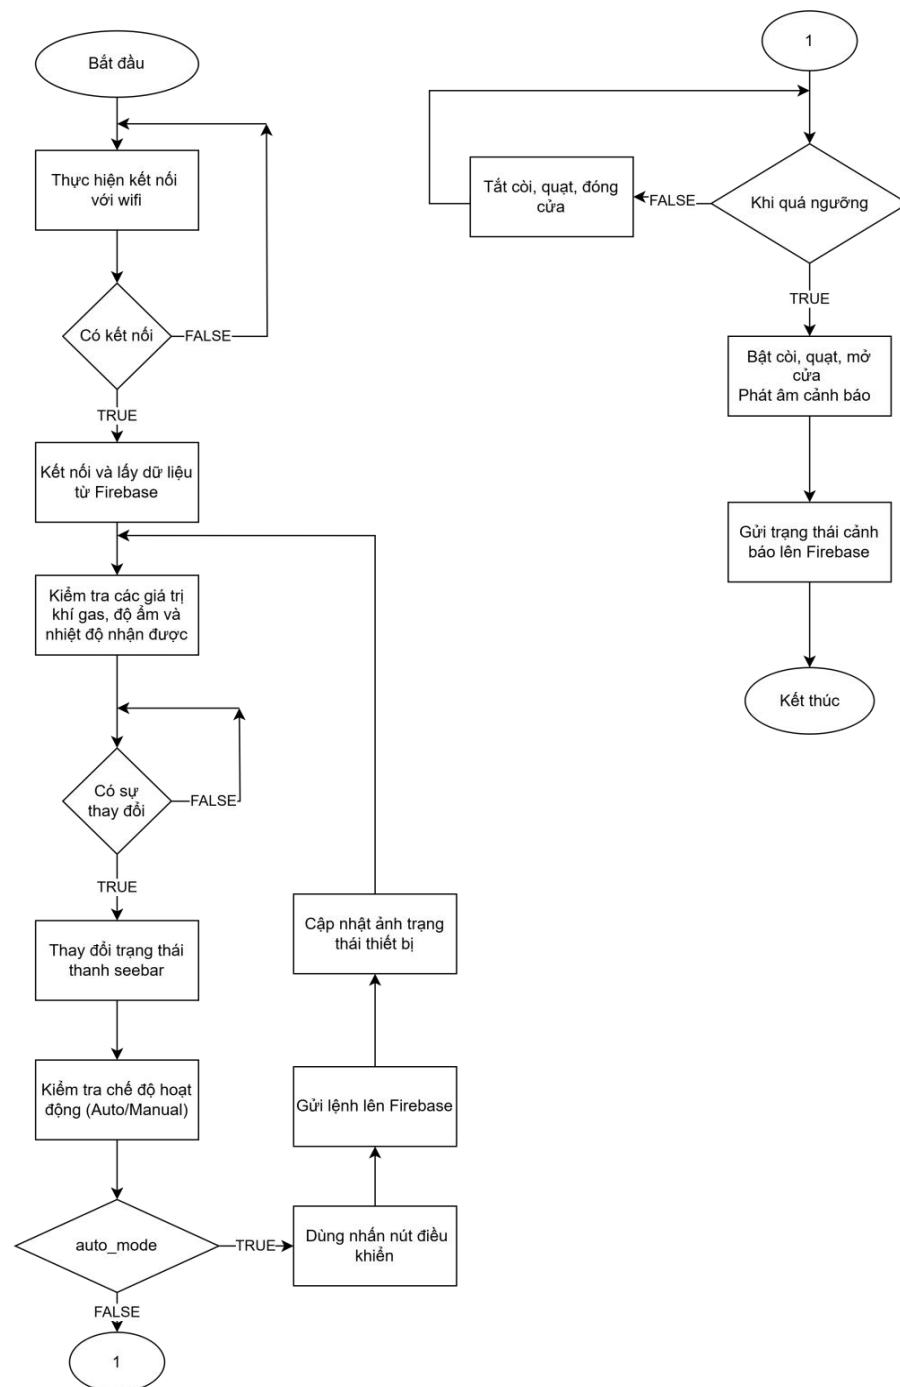 Bắt đầu
Thực hiện kết nối
với wifi
Có kết nối
FALSE
TRUE
Kết nối và lấy dữ liệu
từ Firebase
Kiểm tra các giá trị
khí gas, độ ẩm và
nhiệt độ nhận được
Có sự
thay đổi
FALSE
TRUE
Thay đổi trạng thái
thanh seebar
Kiểm tra chế độ hoạt
động (Auto/Manual)
auto_mode
TRUE
FALSE
1
Dùng nhấn nút điều
khiển
Gửi lệnh lên Firebase
Cập nhật ảnh trạng
thái thiết bị
1
Khi quá ngưỡng
FALSE
Tắt còi, quạt, đóng
cửa
TRUE
Bật còi, quạt, mở
cửa
Phát âm cảnh báo
Gửi trạng thái cảnh
báo lên Firebase
Kết thúc